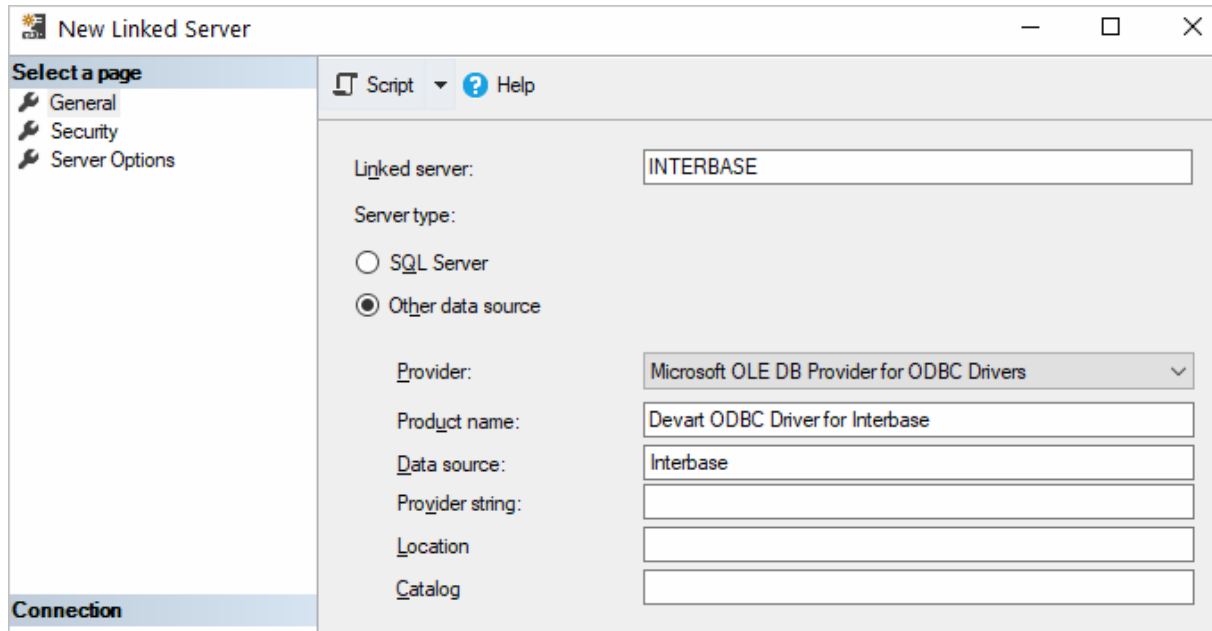 New Linked Server
Select a page
General
Security
Server Options
Connection
Script
Help
Linked server:
INTERBASE
Server type:
SQL Server
Other data source
Provider:
Microsoft OLE DB Provider for ODBC Drivers
Product name:
Devart ODBC Driver for Interbase
Data source:
Interbase
Provider string:
Location
Catalog